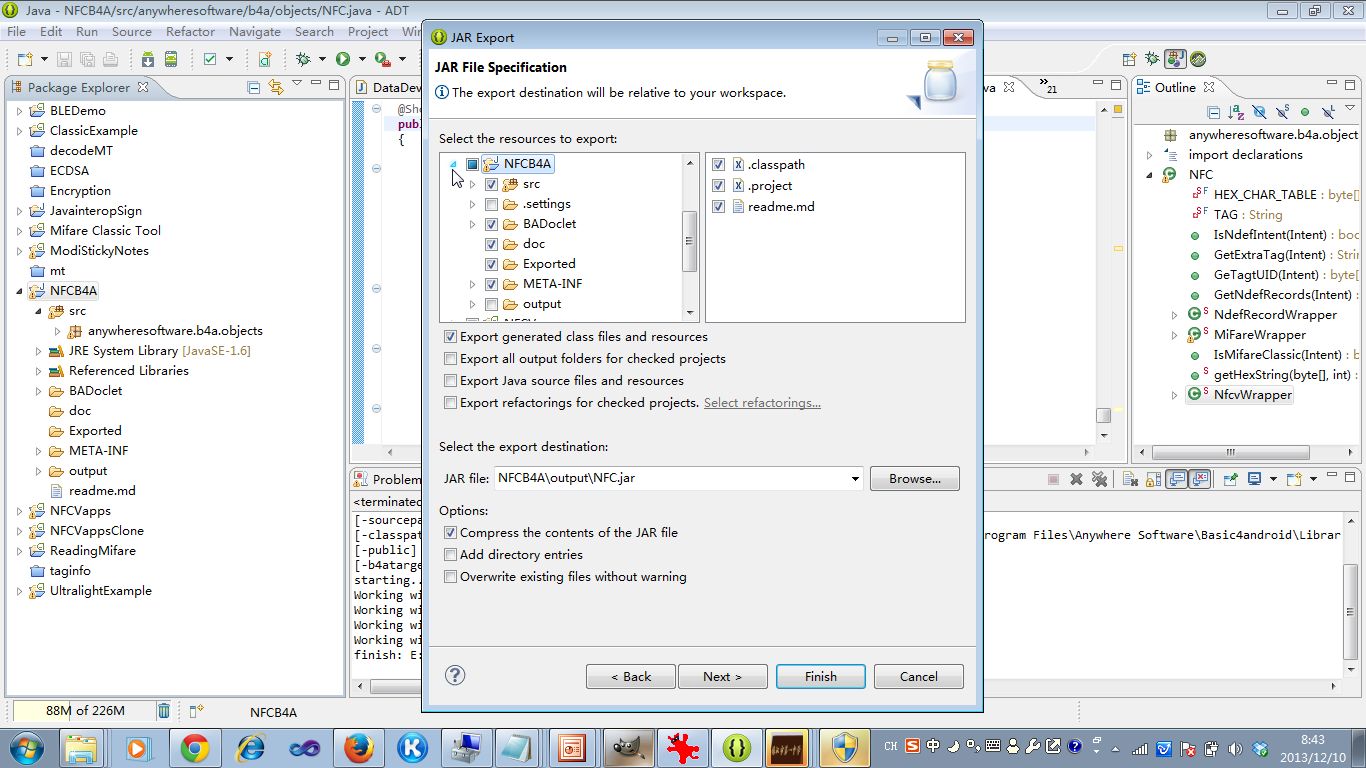 Java - NFCB4A/src/anywheresoftware/b4a/objects/NFC.java - ADT
File Edit Run Source Refactor Navigate Search Project Win
Package Explorer
BLEDemo
ClassicExample
decodeMT
ECDSA
Encryption
JavainteropSign
Mifare Classic Tool
ModiStickyNotes
mt
NFCB4A
src
anywheresoftware.b4a.objects
JRE System Library [JavaSE-1.6]
Referenced Libraries
BADoclet
doc
Exported
META-INF
output
readme.md
NFCVapps
NFCVappsClone
ReadingMifare
taginfo
UltralightExample
DataDev
@Sho
publ
{
Problem
<terminated
[-sourcepa
[-classpat
[-public]
[-b4atarge
starting..
Working wi
Working wi
Working wi
Working wi
finish: E:
JAR Export
JAR File Specification
The export destination will be relative to your workspace.
Select the resources to export:
NFCB4A
src
.settings
BADoclet
doc
Exported
META-INF
output
.classpath
.project
readme.md
Export generated class files and resources
Export all output folders for checked projects
Export Java source files and resources
Export refactorings for checked projects. Select refactorings...
Select the export destination:
JAR file: NFCB4A\output\NFC.jar Browse...
Options:
Compress the contents of the JAR file
Add directory entries
Overwrite existing files without warning
? < Back Next > Finish Cancel
va
21
Outline
anywheresoftware.b4a.object
import declarations
NFC
HEX_CHAR_TABLE : byte[]
TAG : String
IsNdefIntent(Intent) : boo
GetExtraTag(Intent) : Strin
GeTagtUID(Intent) : byte[]
GetNdefRecords(Intent) :
NdefRecordWrapper
MiFareWrapper
IsMifareClassic(Intent) : b
getHexString(byte[], int) :
NfcvWrapper
rogram Files\Anywhere Software\Basic4android\Librar
88M of 226M NFCB4A
CH 中 8:43
2013/12/10